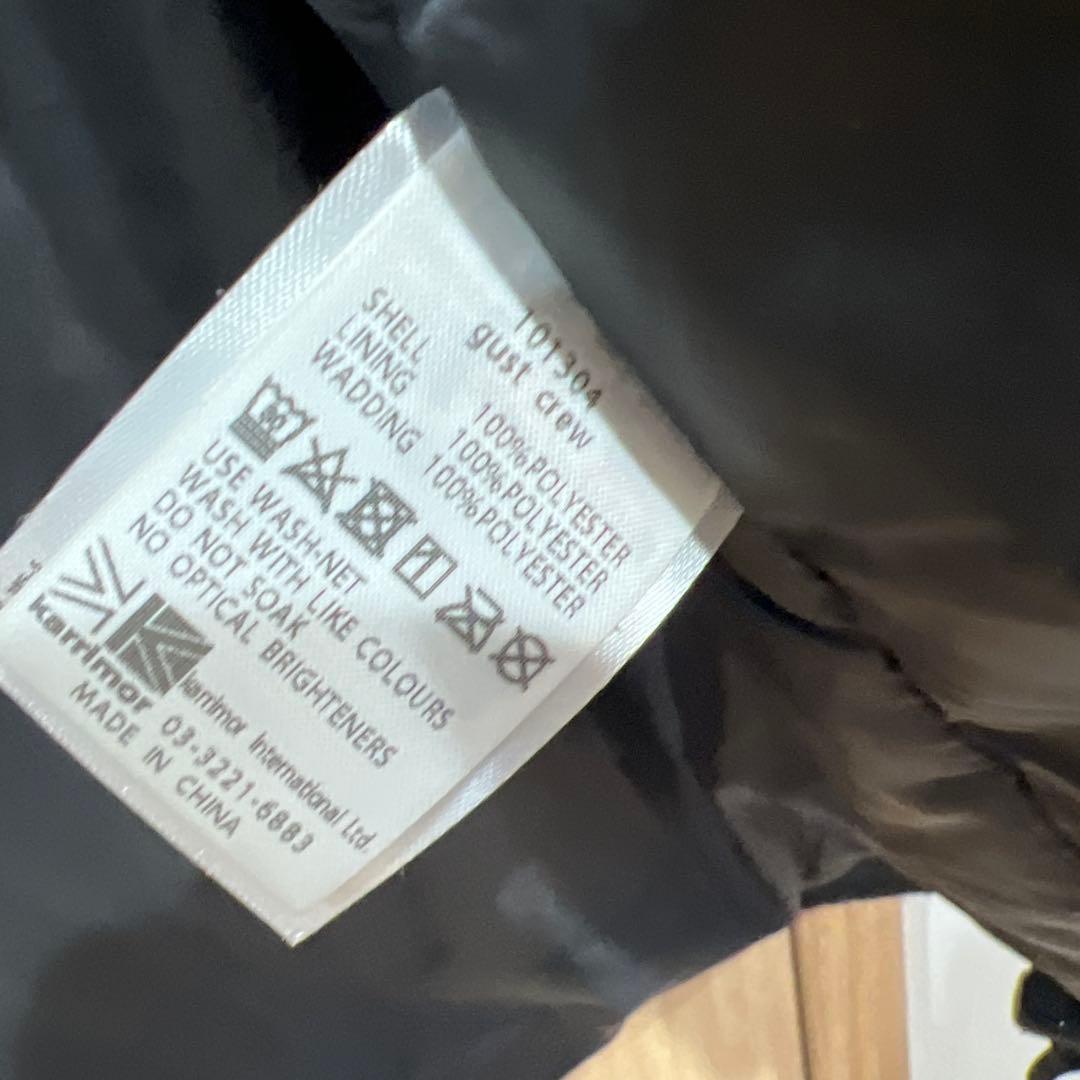 101304
gust crew
SHELL 100%POLYESTER
LINING 100%POLYESTER
WADDING 100%POLYESTER
30
USE WASH-NET
WASH WITH LIKE COLOURS
DO NOT SOAK
NO OPTICAL BRIGHTENERS
karrimor
karrimor International Ltd.
03-3221-6883
MADE IN CHINA